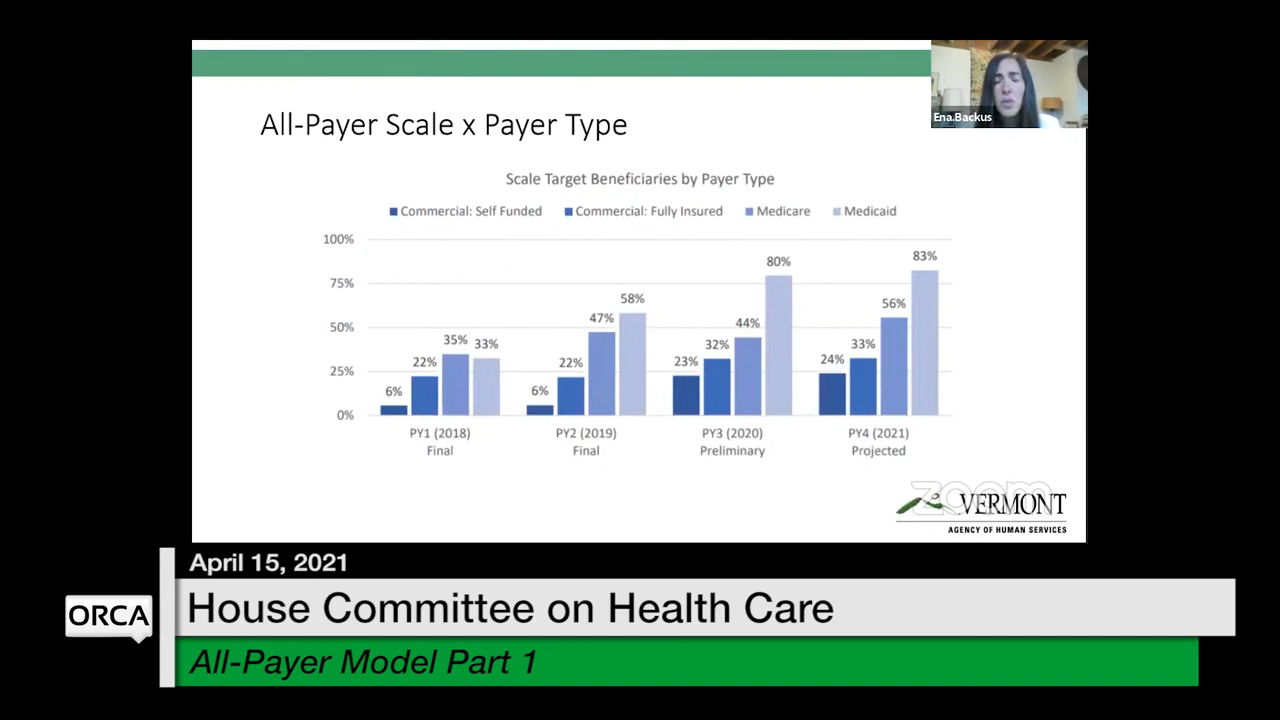 Ena.Backus
All-Payer Scale x Payer Type
Scale Target Beneficiaries by Payer Type
Commercial: Self Funded Commercial: Fully Insured Medicare Medicaid
100%
75%
50%
25%
0%
6% 22% 35% 33%
6% 22% 47% 58%
23% 32% 44% 80%
24% 33% 56% 83%
PY1 (2018) PY2 (2019) PY3 (2020) PY4 (2021)
Final Final Preliminary Projected
zoom
VERMONT
AGENCY OF HUMAN SERVICES
April 15, 2021
ORCA
House Committee on Health Care
All-Payer Model Part 1